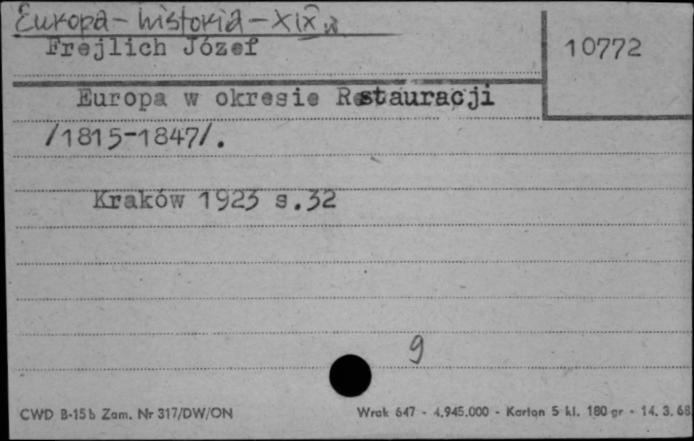 Europa - historia - XIX w
Frejlich Józef
10772
Europa w okresie Restauracji
/1815-1847/.
Kraków 1923 s.32
9
CWD B-15b Zam. Nr 317/DW/ON
Wrak 647 - 4.945.000 - Karton 5 kl. 180 gr - 14. 3. 68